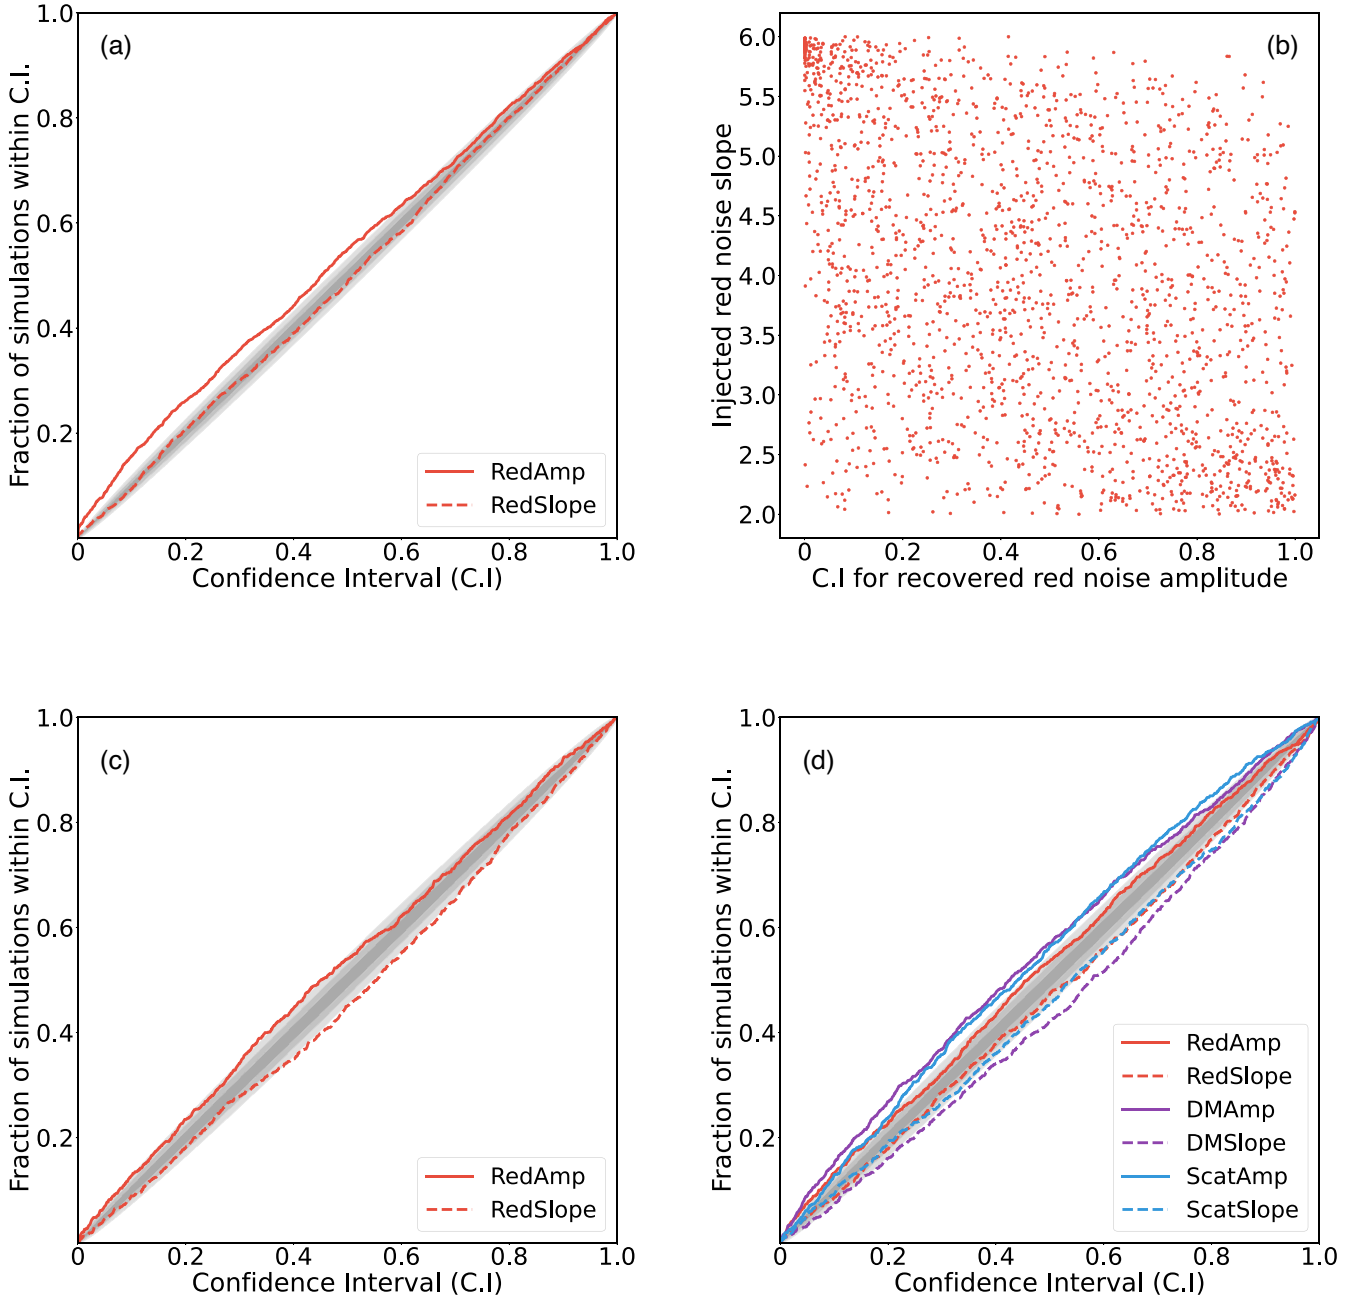 (a)
Fraction of simulations within C.I.
1.0
0.8
0.6
0.4
0.2
RedAmp
RedSlope
0 0.2 0.4 0.6 0.8 1.0
Confidence Interval (C.I)
(b)
Injected red noise slope
6.0
5.5
5.0
4.5
4.0
3.5
3.0
2.5
2.0
0 0.2 0.4 0.6 0.8 1.0
C.I for recovered red noise amplitude
(c)
Fraction of simulations within C.I.
1.0
0.8
0.6
0.4
0.2
RedAmp
RedSlope
0 0.2 0.4 0.6 0.8 1.0
Confidence Interval (C.I)
(d)
Fraction of simulations within C.I.
1.0
0.8
0.6
0.4
0.2
RedAmp
RedSlope
DMAmp
DMSlope
ScatAmp
ScatSlope
0 0.2 0.4 0.6 0.8 1.0
Confidence Interval (C.I)